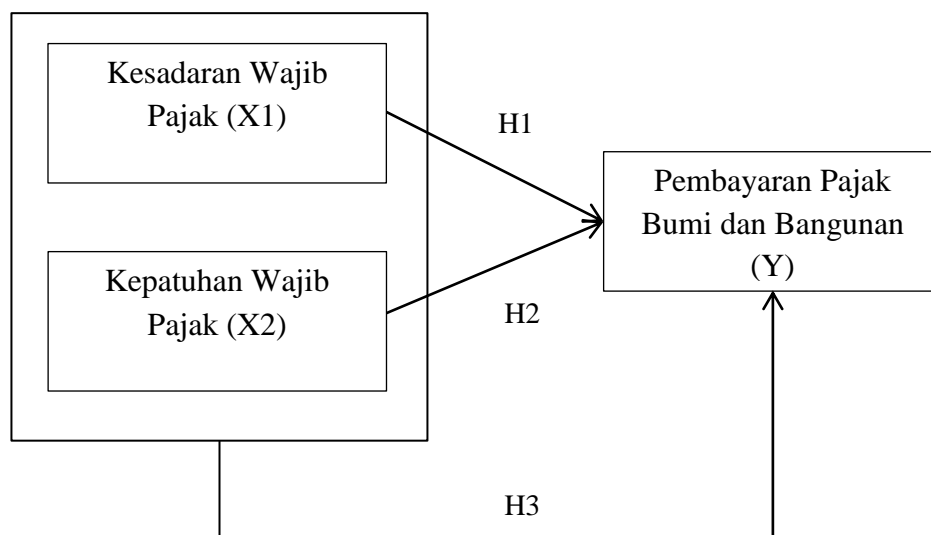 Kesadaran Wajib
Pajak (X1)
H1
Pembayaran Pajak
Bumi dan Bangunan
(Y)
Kepatuhan Wajib
Pajak (X2)
H2
H3